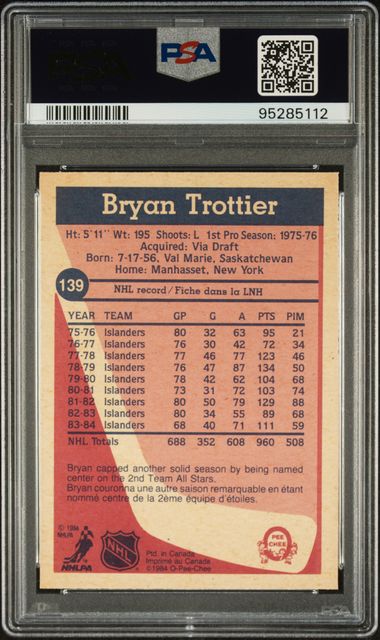 PSA
PSA
95285112
Bryan Trottier
Ht: 5'11" Wt: 195 Shoots: L 1st Pro Season: 1975-76
Acquired: Via Draft
Born: 7-17-56, Val Marie, Saskatchewan
Home: Manhasset, New York
139
NHL record/Fiche dans la LNH
YEAR TEAM GP G A PTS PIM
75-76 Islanders 80 32 63 95 21
76-77 Islanders 76 30 42 72 34
77-78 Islanders 77 46 77 123 46
78-79 Islanders 76 47 87 134 50
79-80 Islanders 78 42 62 104 68
80-81 Islanders 73 31 72 103 74
81-82 Islanders 80 50 79 129 88
82-83 Islanders 80 34 55 89 68
83-84 Islanders 68 40 71 111 59
NHL Totals 688 352 608 960 508
Bryan capped another solid season by being named
center on the 2nd Team All Stars.
Bryan couronna une autre saison remarquable en étant
nommé centre de la 2ème équipe d'étoiles.
© 1984
NHLPA
NHLPA
NHL
Ptd. in Canada
Imprimé au Canada
©1984 O-Pee-Chee
O
PEE
CHEE